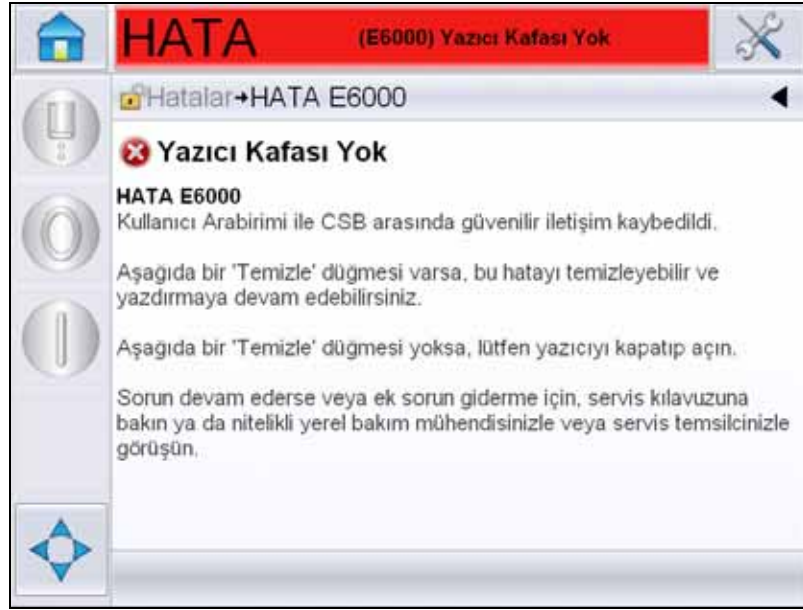 HATA (E6000) Yazıcı Kafası Yok
Hatalar→HATA E6000
Yazıcı Kafası Yok
HATA E6000
Kullanıcı Arabirimi ile CSB arasında güvenilir iletişim kaybedildi.
Aşağıda bir 'Temizle' düğmesi varsa, bu hatayı temizleyebilir ve
yazdırmaya devam edebilirsiniz.
Aşağıda bir 'Temizle' düğmesi yoksa, lütfen yazıcıyı kapatıp açın.
Sorun devam ederse veya ek sorun giderme için, servis kılavuzuna
bakın ya da nitelikli yerel bakım mühendisinizle veya servis temsilcinizle
görüşün.